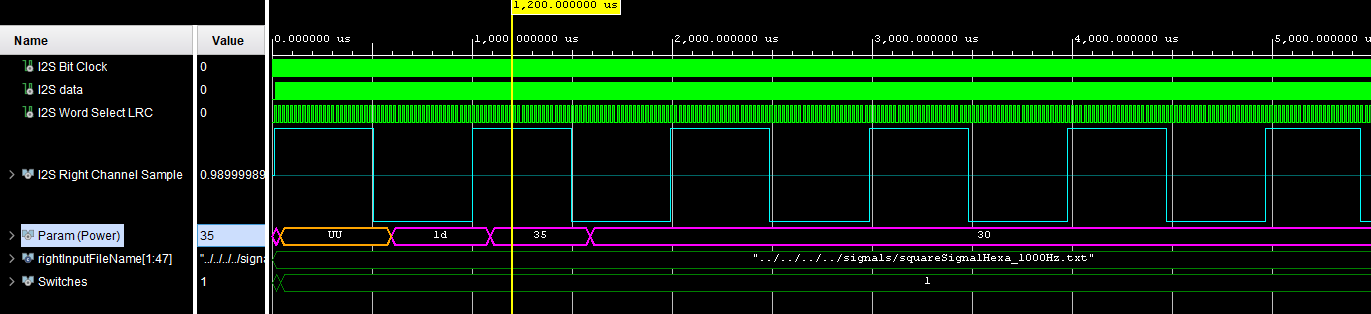 1,200.000000 us
Name Value
0.000000 us 1,000.000000 us 2,000.000000 us 3,000.000000 us 4,000.000000 us 5,000.000000 us
I2S Bit Clock 0
I2S data 0
I2S Word Select LRC 0
I2S Right Channel Sample 0.98999989
Param (Power) 35 UU 1d 35 30
rightInputFileName[1:47] "../../../../signa "../../../../signals/squareSignalHexa_1000Hz.txt"
Switches 1 1